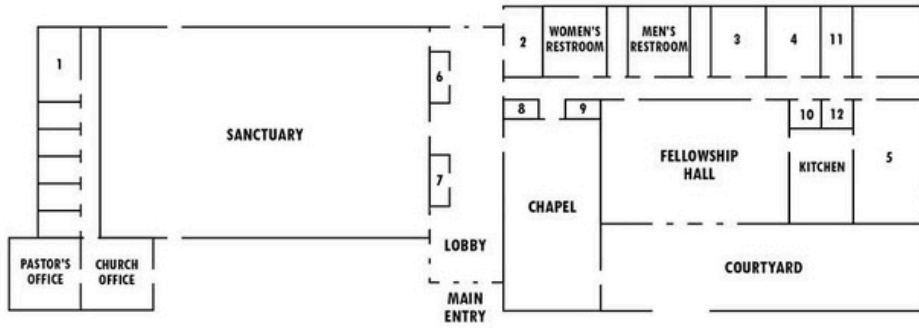 1
2
WOMEN'S
RESTROOM
MEN'S
RESTROOM
3
4
11
6
8
9
10
12
SANCTUARY
FELLOWSHIP
HALL
KITCHEN
5
7
CHAPEL
LOBBY
PASTOR'S
OFFICE
CHURCH
OFFICE
COURTYARD
MAIN
ENTRY